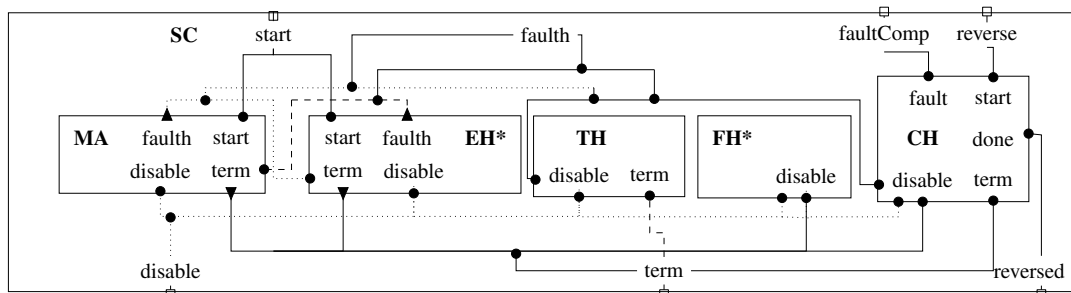 SC start faulth faultComp reverse
fault start
MA faulth start start faulth EH* TH FH* CH done
disable term term disable disable term disable disable term
disable term reversed